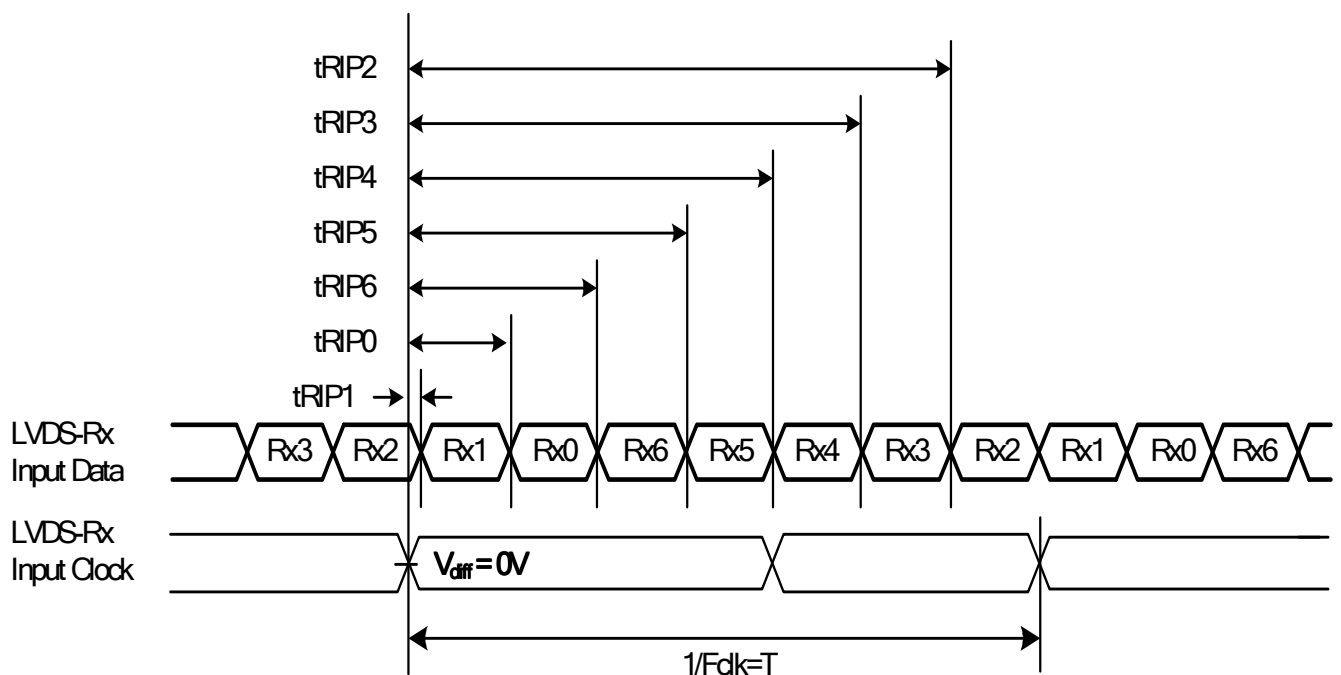 tRIP2
tRIP3
tRIP4
tRIP5
tRIP6
tRIP0
tRIP1
LVDS-Rx
Input Data
Rx3 Rx2 Rx1 Rx0 Rx6 Rx5 Rx4 Rx3 Rx2 Rx1 Rx0 Rx6
LVDS-Rx
Input Clock
Vdiff = 0V
1/Fclk=T